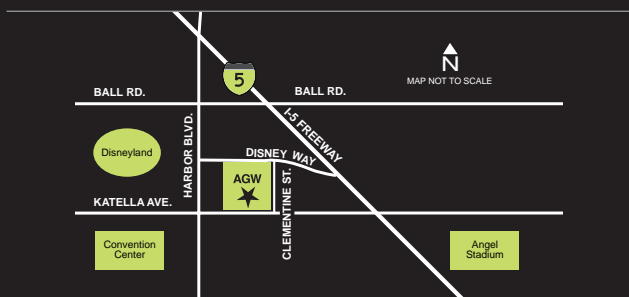 5
N
MAP NOT TO SCALE
BALL RD.
BALL RD.
I-5 FREEWAY
HARBOR BLVD.
Disneyland
DISNEY WAY
AGW
CLEMENTINE ST.
KATELLA AVE.
Convention
Center
Angel
Stadium